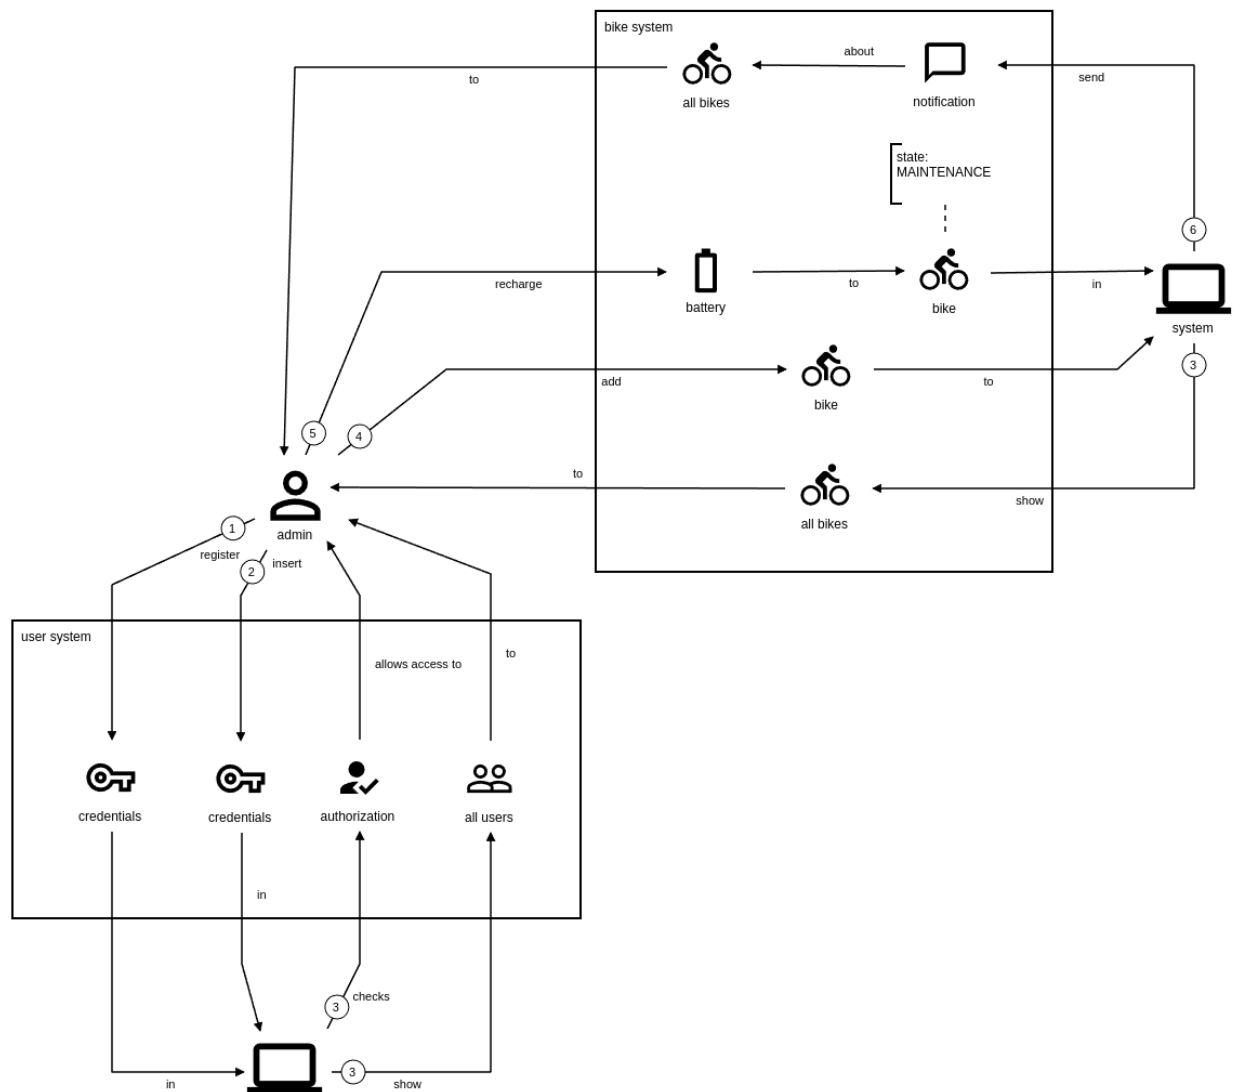 bike system
about
to
send
all bikes
notification
state:
MAINTENANCE
6
recharge
to
in
battery
bike
system
3
add
to
bike
5
4
to
show
all bikes
admin
1
register
2
insert
user system
to
allows access to
credentials
credentials
authorization
all users
in
3
checks
3
in
show